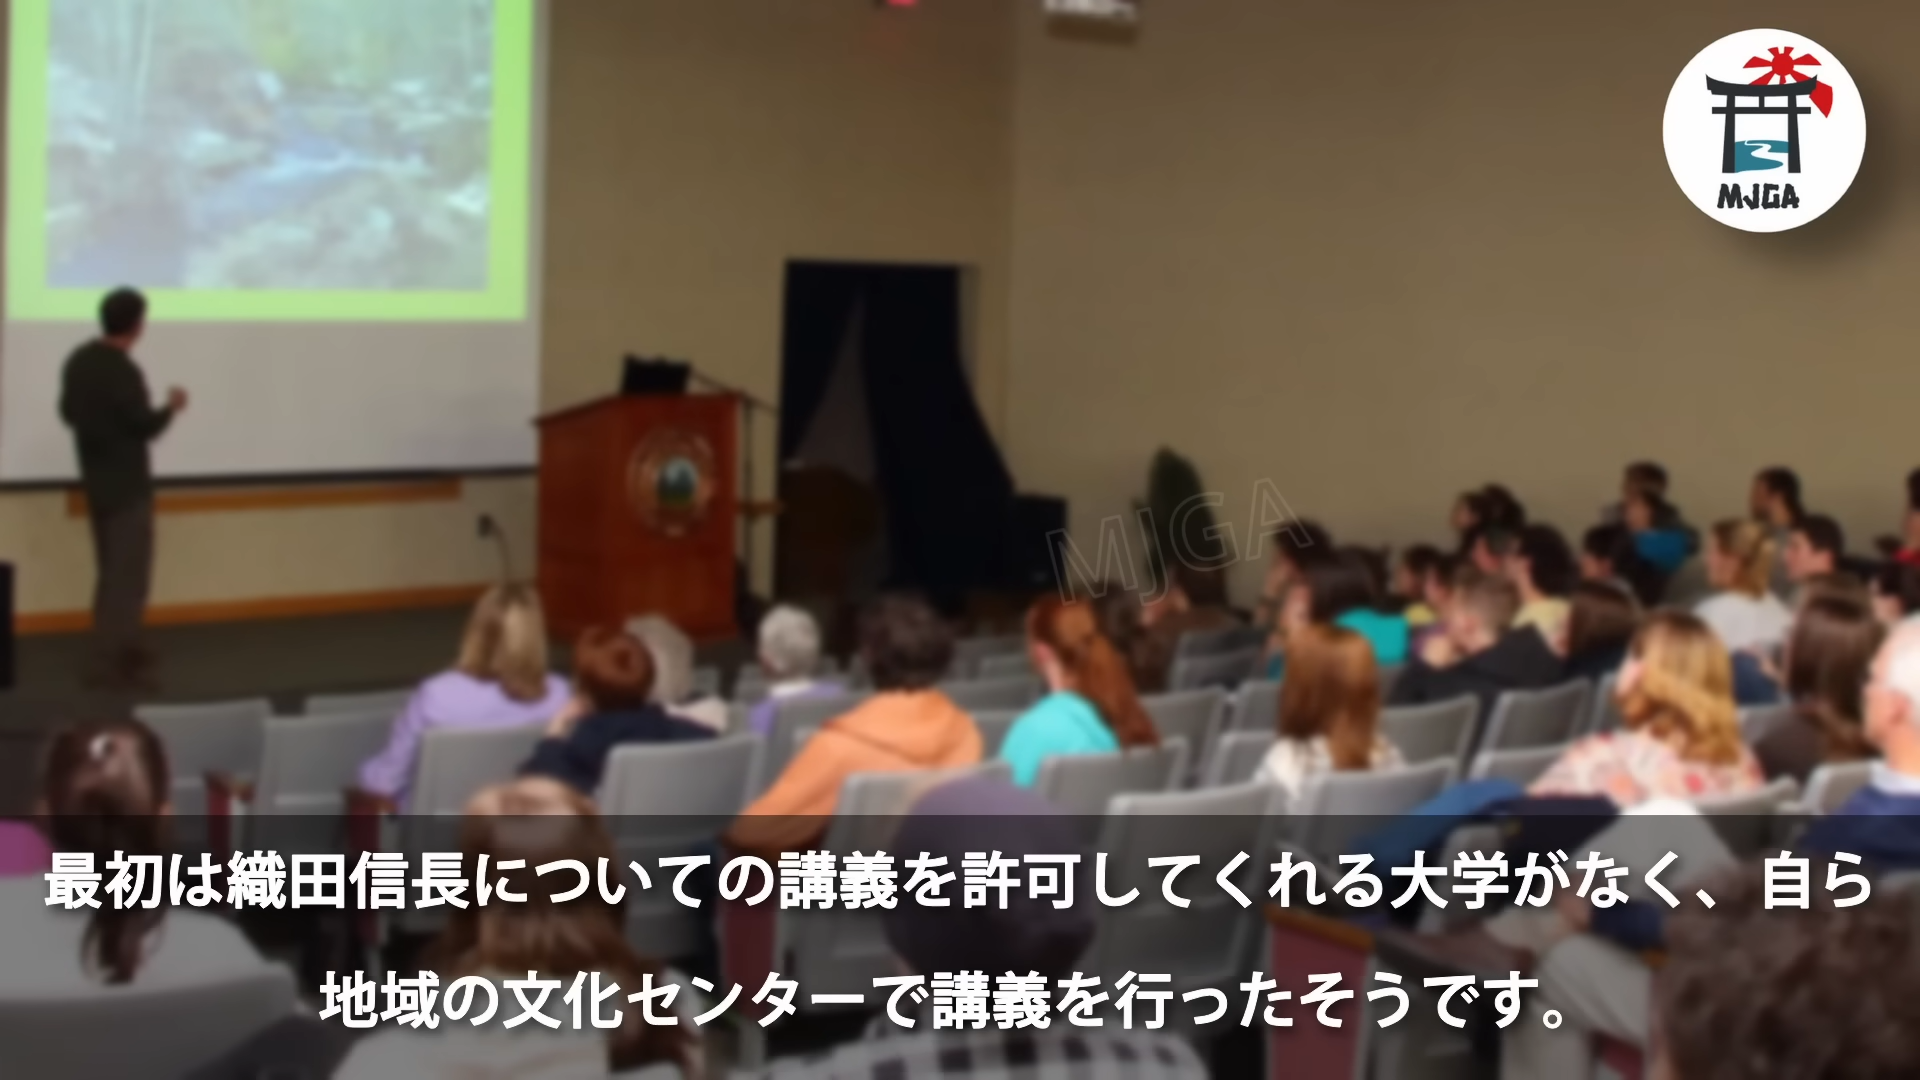 MJGA
MJGA
最初は織田信長についての講義を許可してくれる大学がなく、自ら
地域の文化センターで講義を行ったそうです。